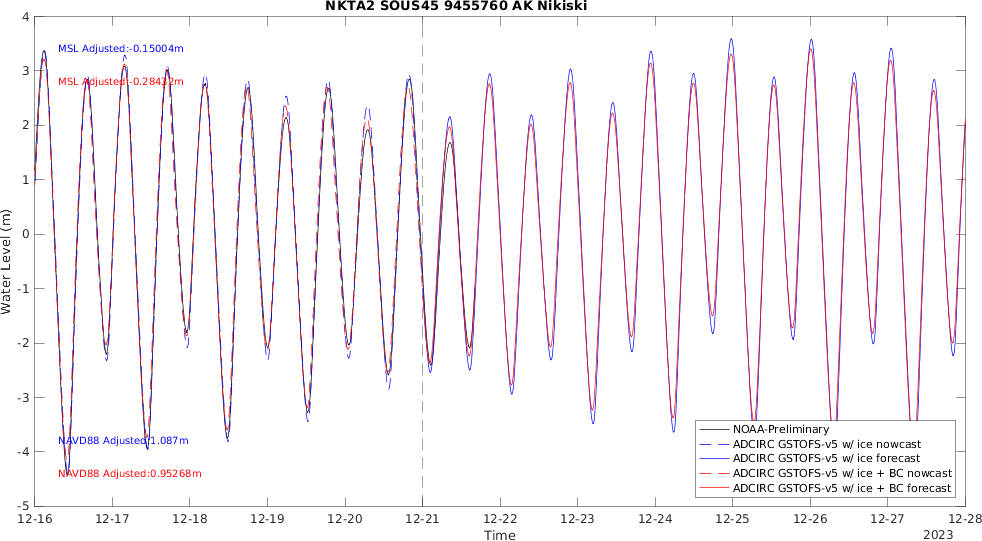 NKTA2 SOUS45 9455760 AK Nikiski
Water Level (m)
4
3
2
1
0
-1
-2
-3
-4
-5
MSL Adjusted:-0.15004m
MSL Adjusted:-0.28432m
NAVD88 Adjusted:1.087m
NAVD88 Adjusted:0.95268m
NOAA-Preliminary
ADCIRC GSTOFS-v5 w/ ice nowcast
ADCIRC GSTOFS-v5 w/ ice forecast
ADCIRC GSTOFS-v5 w/ ice + BC nowcast
ADCIRC GSTOFS-v5 w/ ice + BC forecast
12-16 12-17 12-18 12-19 12-20 12-21 12-22 12-23 12-24 12-25 12-26 12-27 12-28
Time
2023